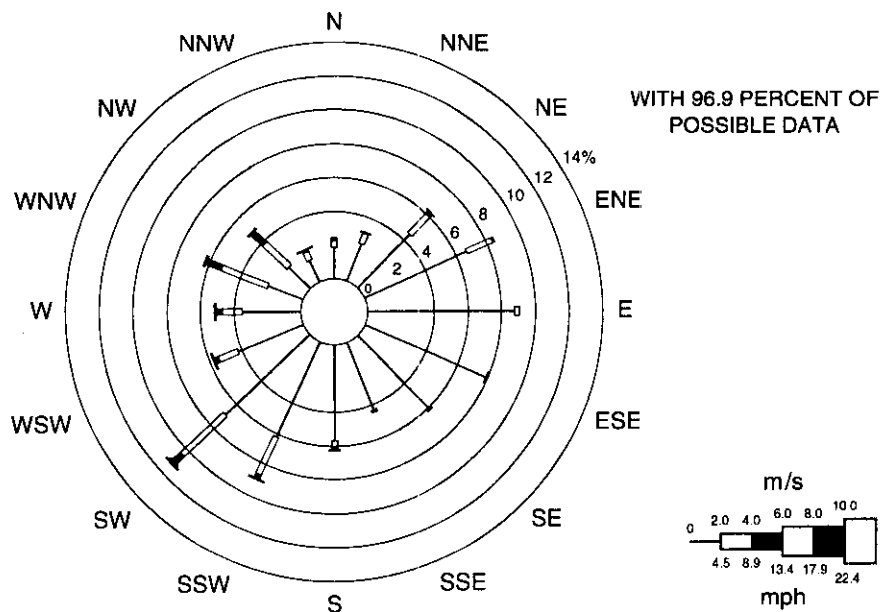 N
NNW
NNE
NW
NE
WITH 96.9 PERCENT OF
POSSIBLE DATA
14%
12
10
8
6
4
2
0
WNW
ENE
W
E
WSW
ESE
SW
SE
SSW
SSE
S
m/s
0 2.0 4.0 6.0 8.0 10.0
4.5 8.9 13.4 17.9 22.4
mph